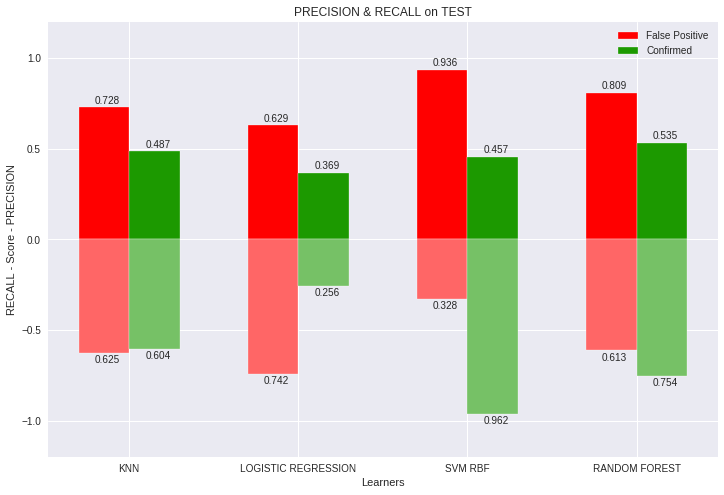 PRECISION & RECALL on TEST
False Positive
Confirmed
RECALL - Score - PRECISION
1.0
0.5
0.0
−0.5
−1.0
0.728
0.487
0.629
0.369
0.936
0.457
0.809
0.535
0.625
0.604
0.742
0.256
0.328
0.962
0.613
0.754
KNN
LOGISTIC REGRESSION
SVM RBF
RANDOM FOREST
Learners